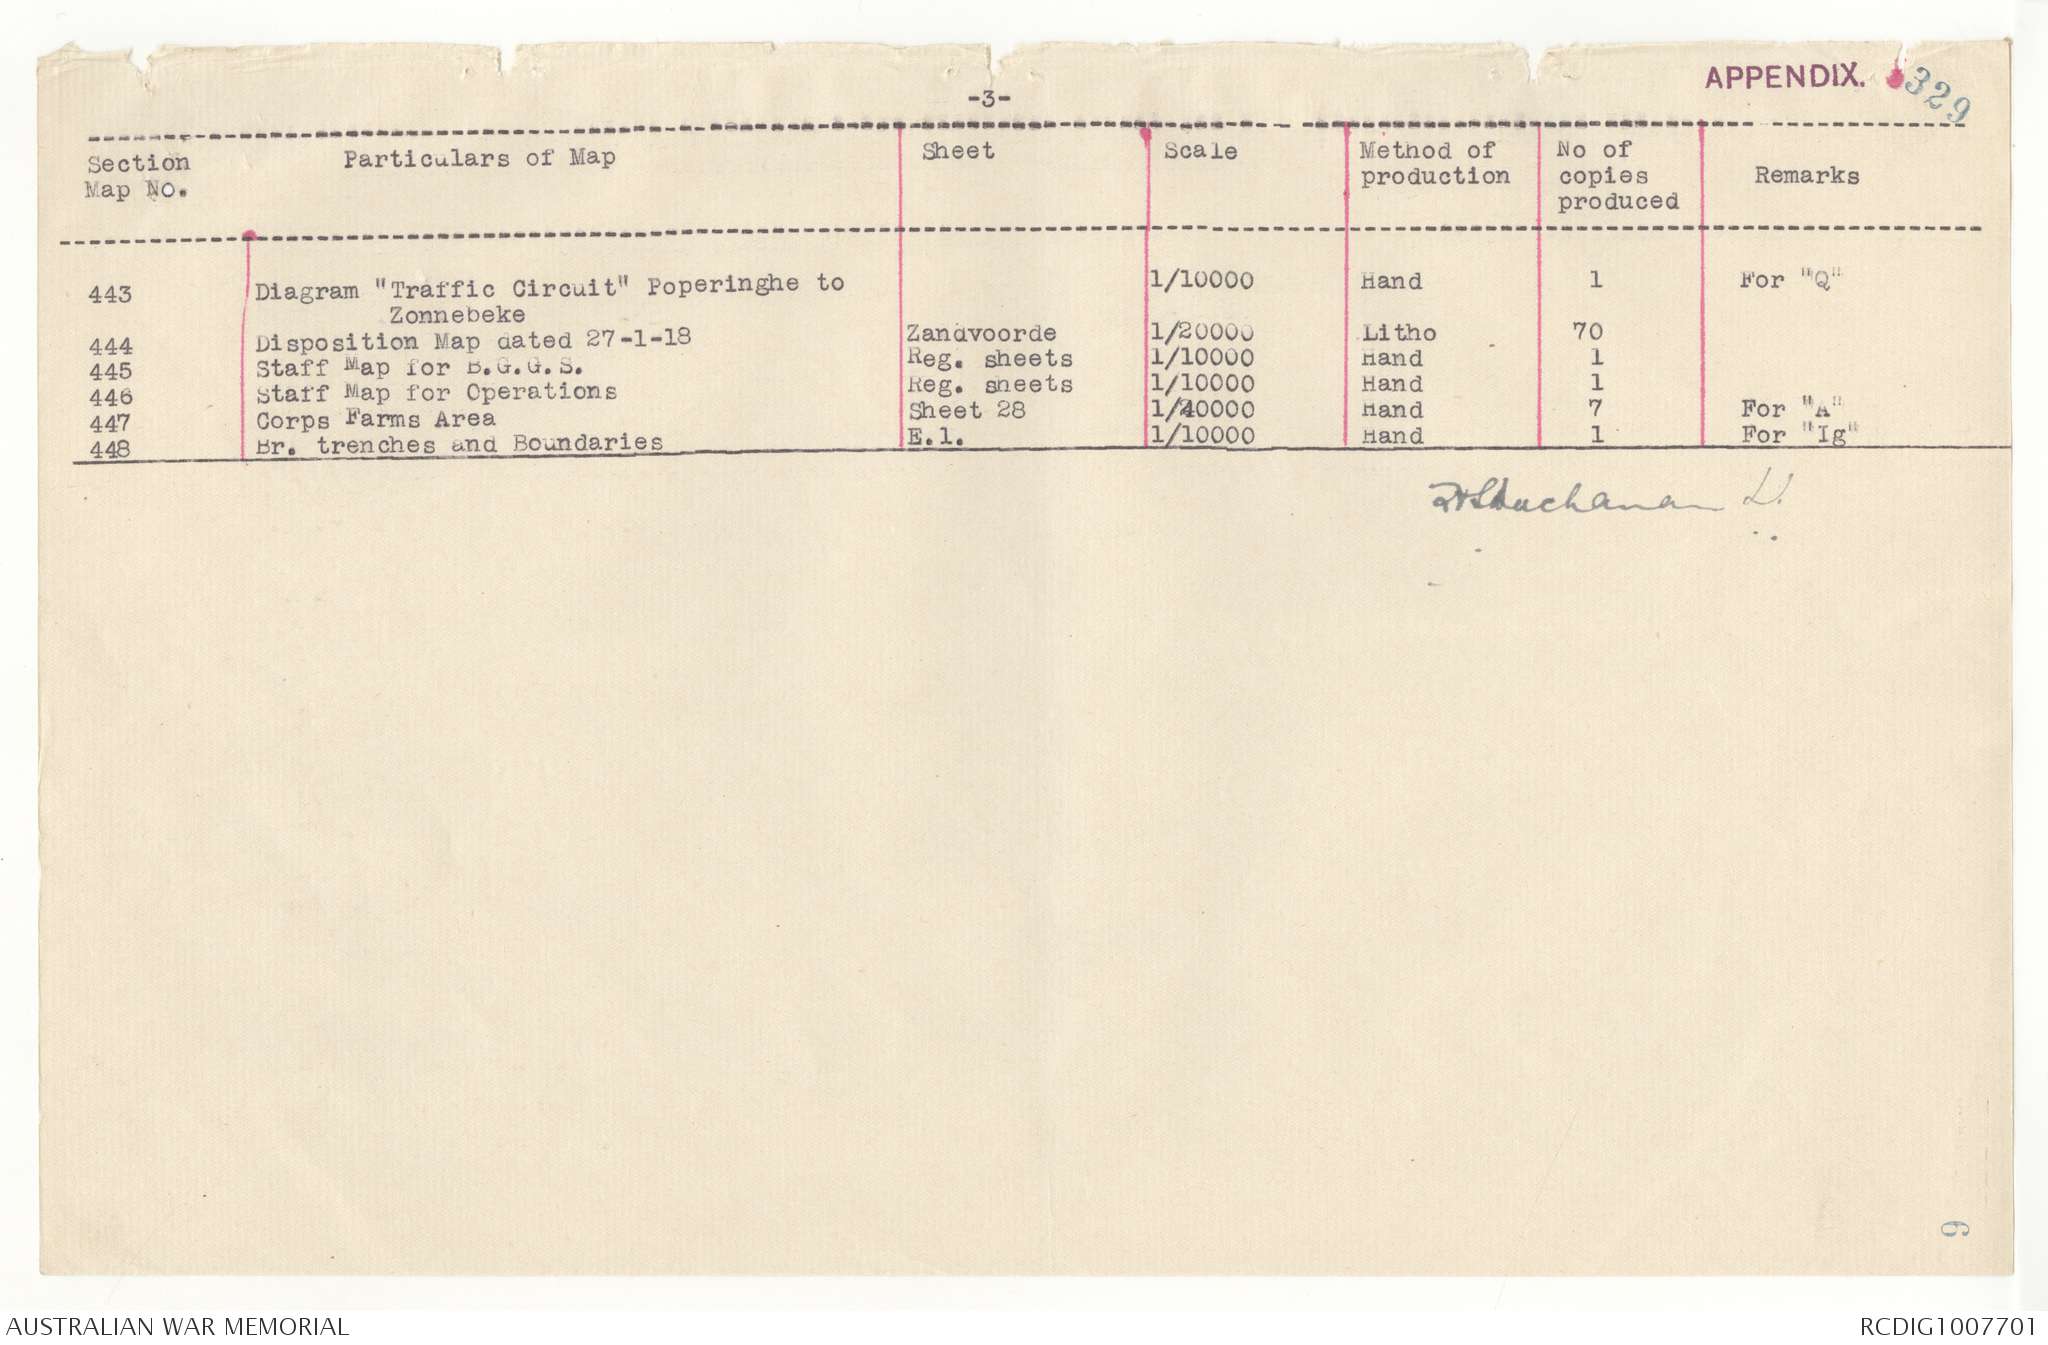 APPENDIX. 329
-3-
Section Map No. | Particulars of Map | Sheet | Scale | Method of production | No of copies produced | Remarks
443 Diagram "Traffic Circuit" Poperinghe to Zonnebeke 1/10000 Hand 1 For "Q"
444 Disposition Map dated 27-1-18 Zandvoorde 1/20000 Litho 70
445 Staff Map for B.G.G.S. Reg. sheets 1/10000 Hand 1
446 Staff Map for Operations Reg. sheets 1/10000 Hand 1
447 Corps Farms Area Sheet 28 Hand 7 For "A"
448 Br. trenches and Boundaries E.1. 1/10000 Hand 1 For "Ig"
Buchanan Lt.
6
AUSTRALIAN WAR MEMORIAL
RCDIG1007701